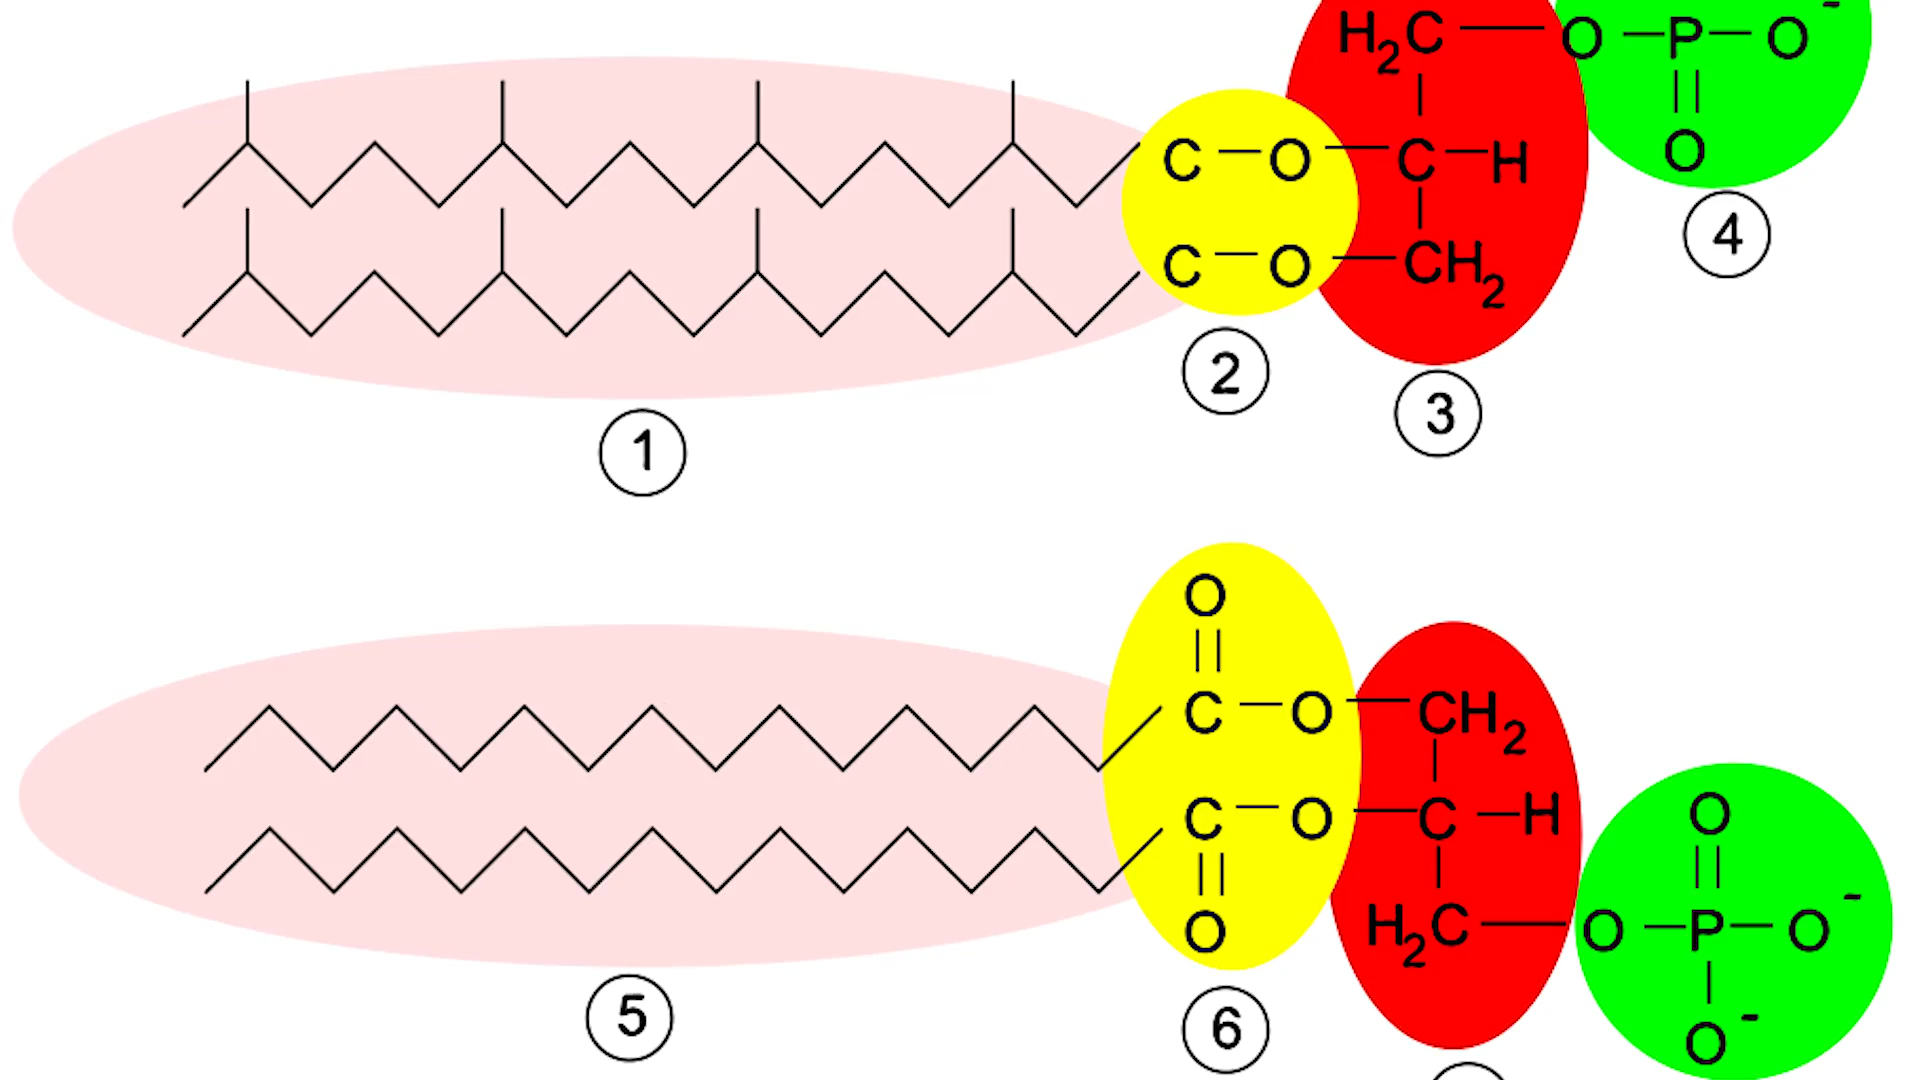 H₂C — O — P — O⁻
O
C — O — C — H
C — O — CH₂
4
2
3
1
O
C — O — CH₂
O
C — O — C — H
O
H₂C — O — P — O⁻
O⁻
5
6